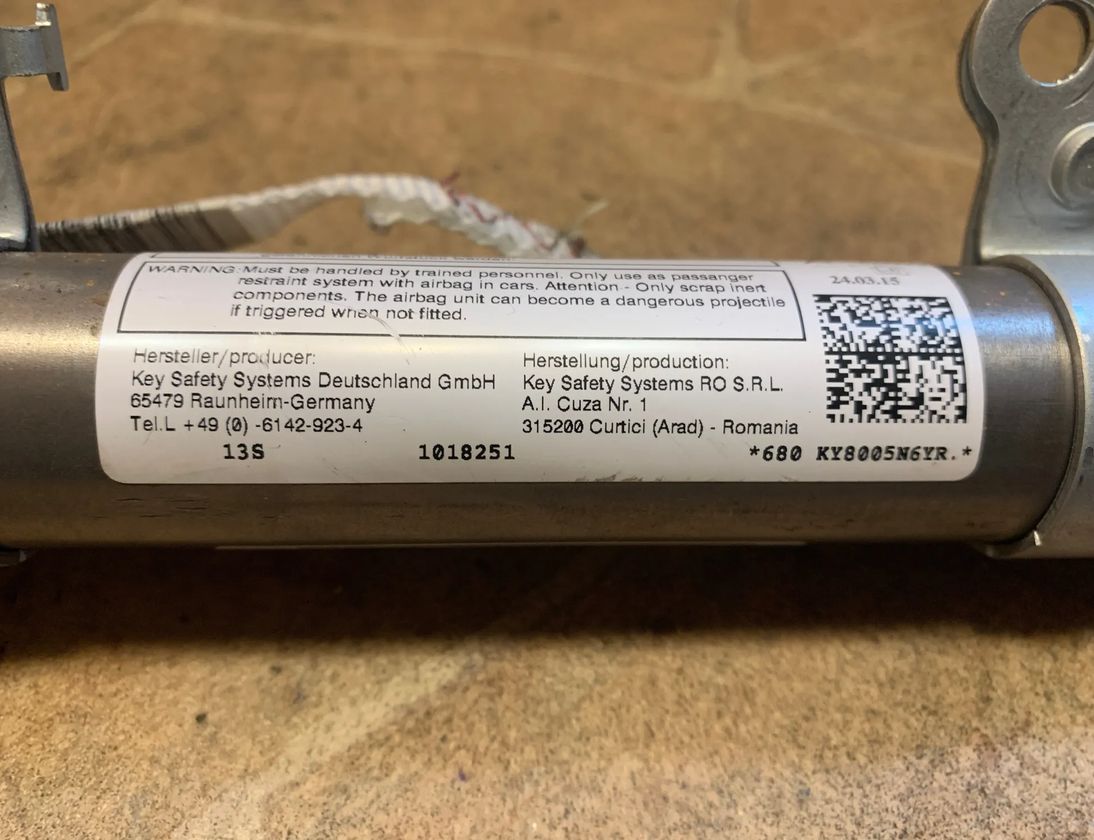 WARNING: Must be handled by trained personnel. Only use as passanger
restraint system with airbag in cars. Attention - Only scrap inert
components. The airbag unit can become a dangerous projectile
if triggered when not fitted.
24.03.15
Hersteller/producer:
Key Safety Systems Deutschland GmbH
65479 Raunheim-Germany
Tel.L +49 (0) -6142-923-4
Herstellung/production:
Key Safety Systems RO S.R.L.
A.I. Cuza Nr. 1
315200 Curtici (Arad) - Romania
13S 1018251 *680 KY8005N6YR.*